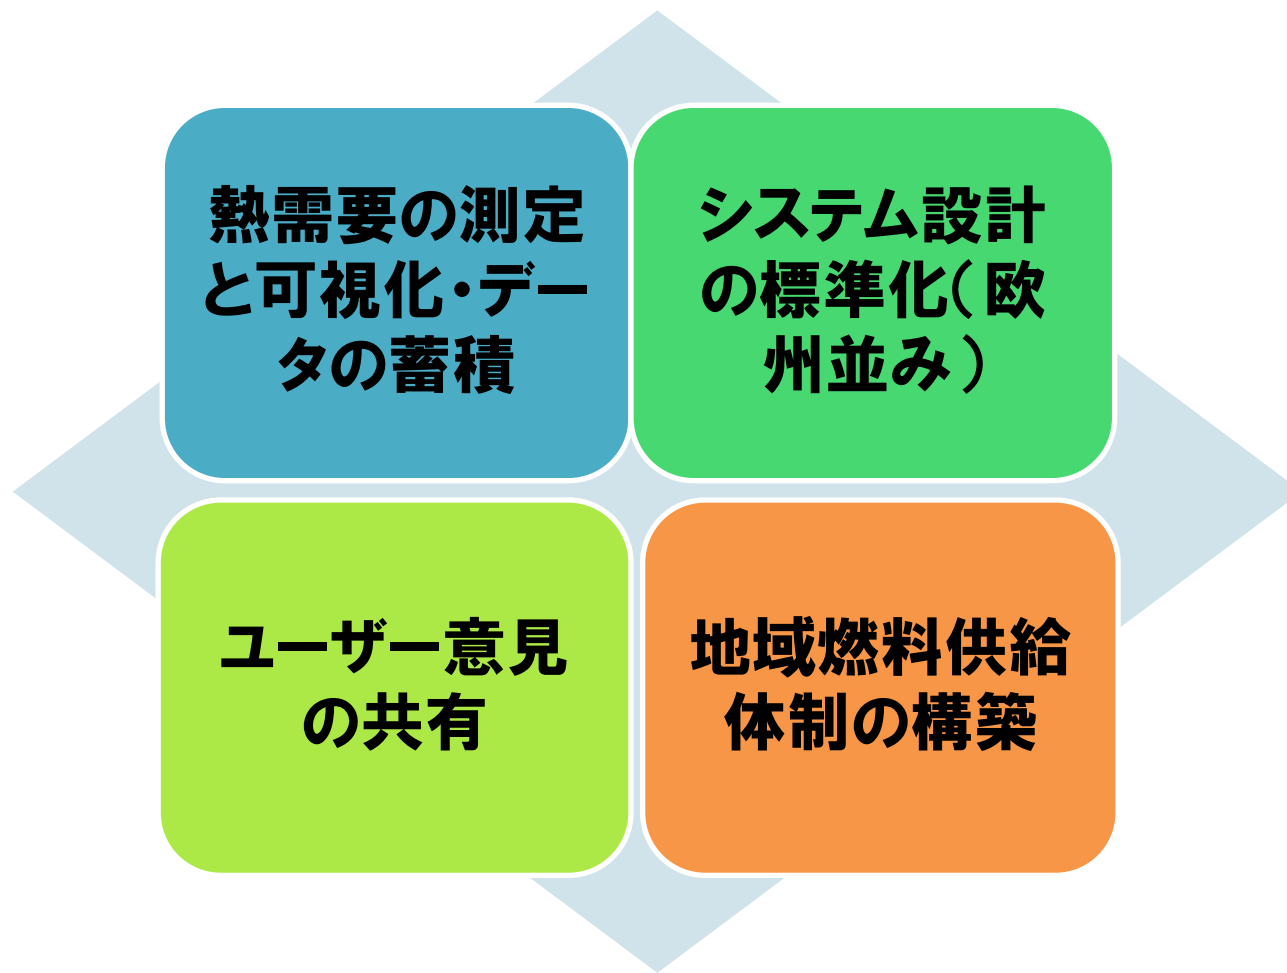 熱需要の測定
と可視化・デー
タの蓄積
システム設計
の標準化（欧
州並み）
ユーザー意見
の共有
地域燃料供給
体制の構築